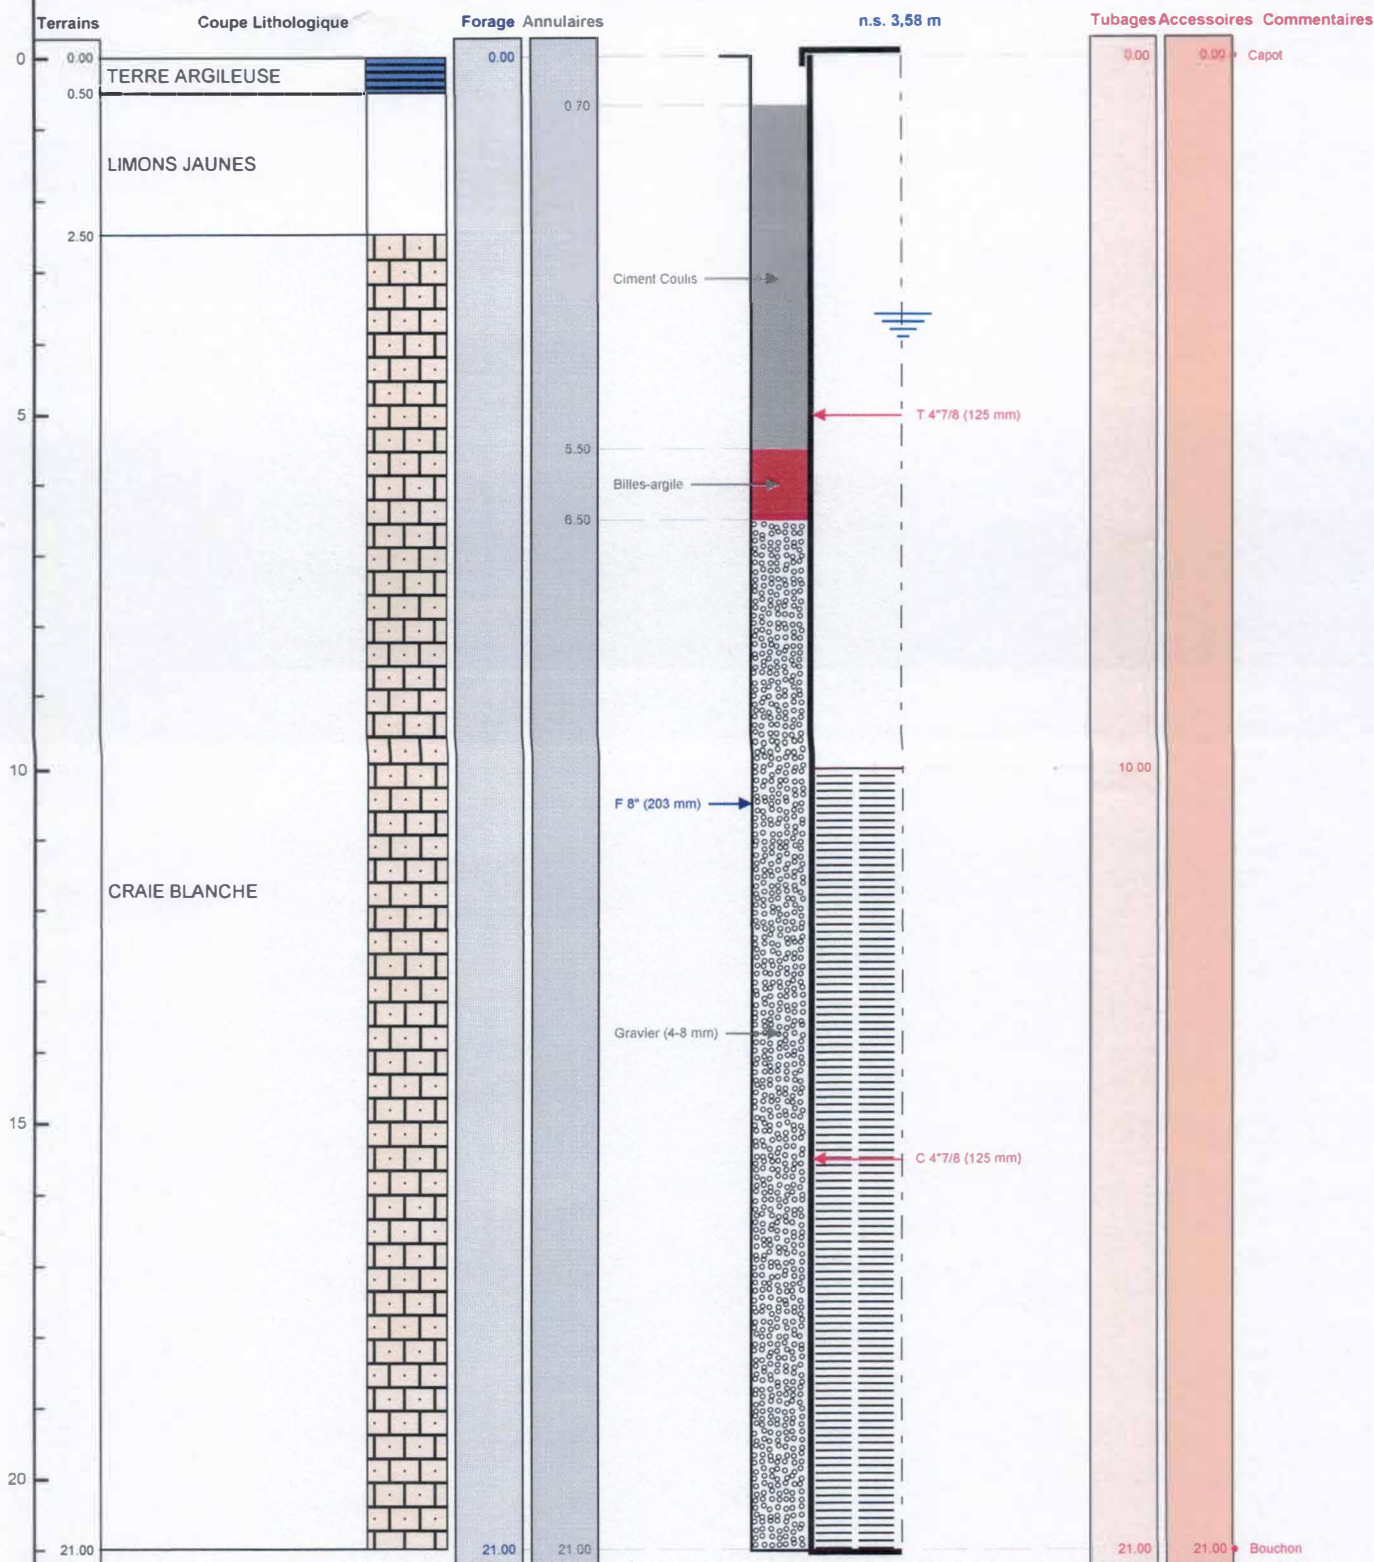 Terrains Coupe Lithologique Forage Annulaires n.s. 3,58 m Tubages Accessoires Commentaires
0 0.00 0.00 0.00 0.00 Capot
TERRE ARGILEUSE
0.50
0.70
LIMONS JAUNES
2.50
Ciment Coulis
5 T 4"7/8 (125 mm)
5.50
Billes-argile
6.50
10 10 00
F 8" (203 mm)
CRAIE BLANCHE
Gravier (4-8 mm)
15
C 4"7/8 (125 mm)
20
21.00 21.00 21.00 21.00 21.00 Bouchon